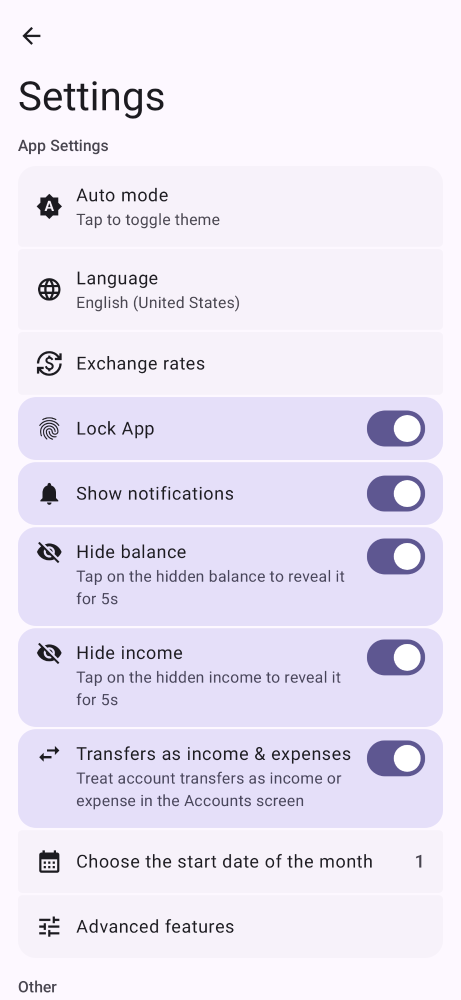 Settings
App Settings
Auto mode
Tap to toggle theme
Language
English (United States)
Exchange rates
Lock App
Show notifications
Hide balance
Tap on the hidden balance to reveal it
for 5s
Hide income
Tap on the hidden income to reveal it
for 5s
Transfers as income & expenses
Treat account transfers as income or
expense in the Accounts screen
Choose the start date of the month 1
Advanced features
Other